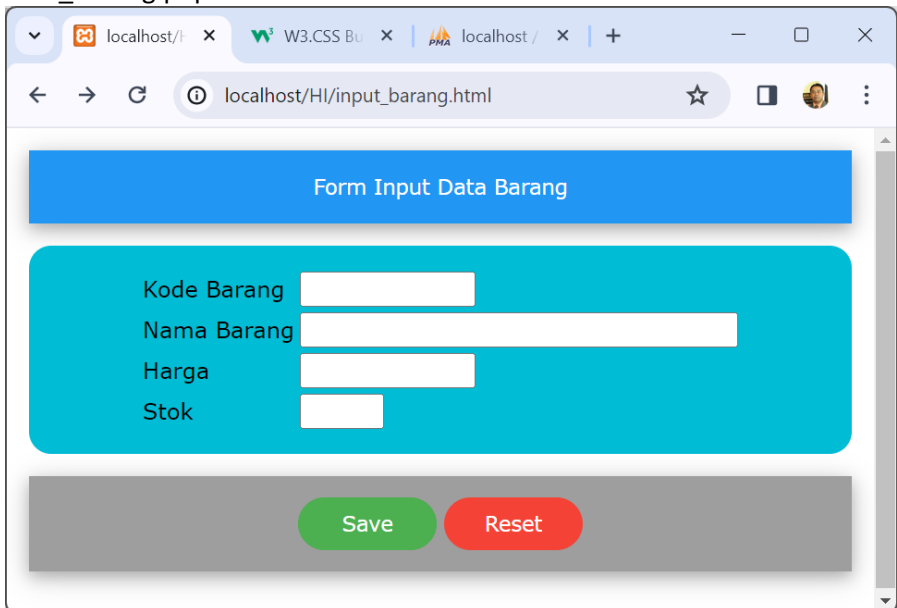 localhost/H
W3.CSS Bu
PMA
localhost /
localhost/HI/input_barang.html
Form Input Data Barang
Kode Barang
Nama Barang
Harga
Stok
Save
Reset